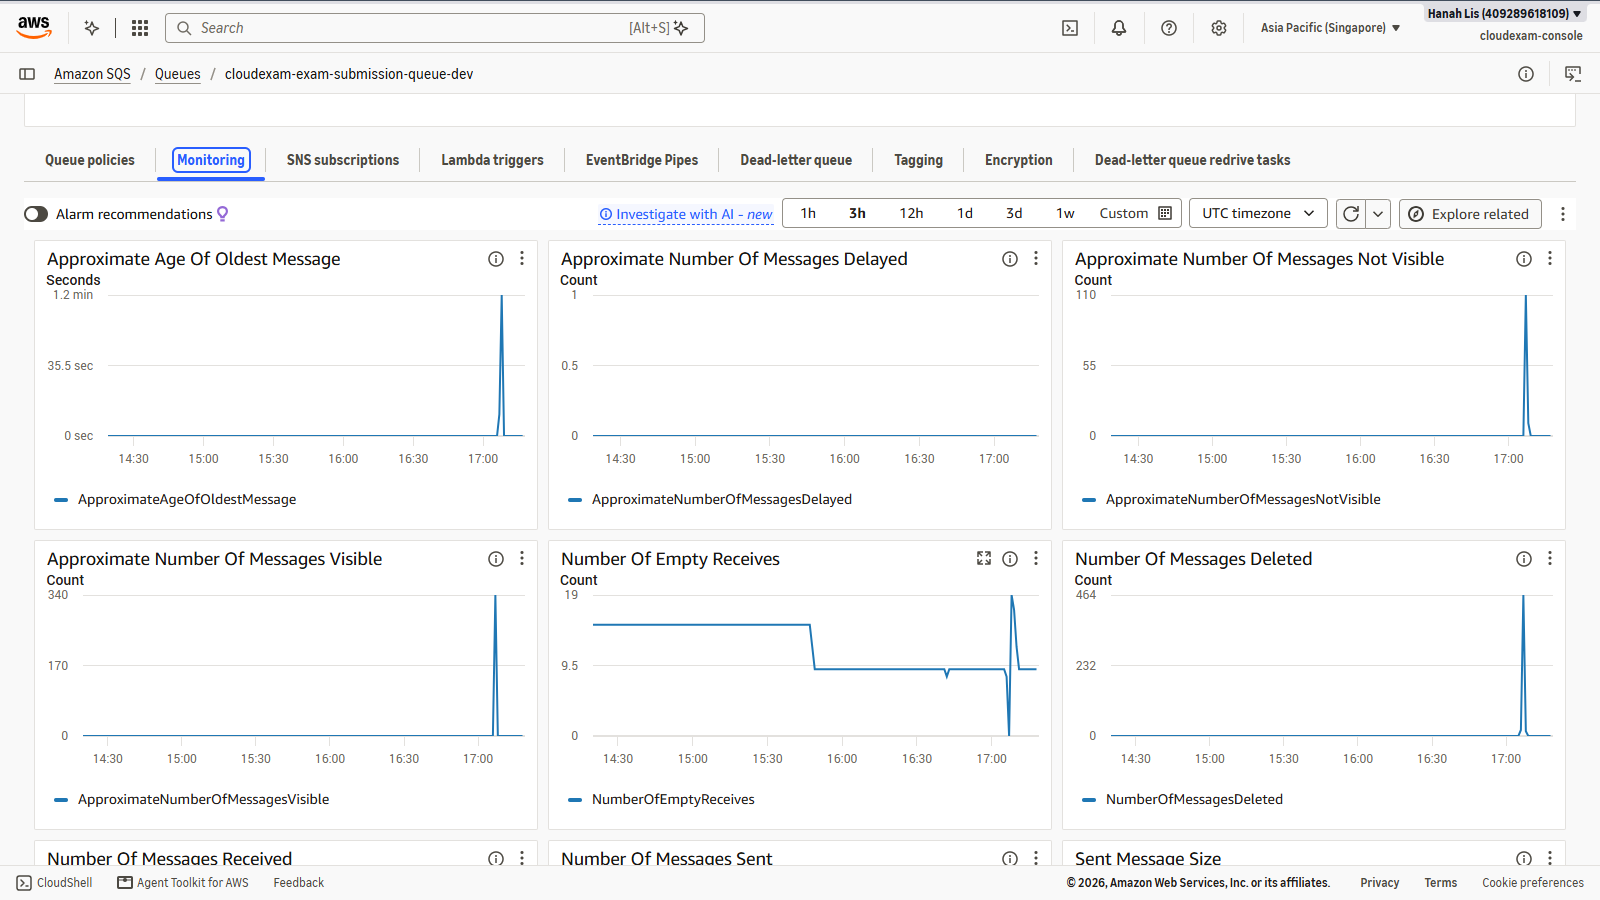 aws
Search [Alt+S]
Asia Pacific (Singapore)
Hanah Lis (409289618109)
cloudexam-console
Amazon SQS / Queues / cloudexam-exam-submission-queue-dev
Queue policies Monitoring SNS subscriptions Lambda triggers EventBridge Pipes Dead-letter queue Tagging Encryption Dead-letter queue redrive tasks
Alarm recommendations Investigate with AI - new 1h 3h 12h 1d 3d 1w Custom UTC timezone Explore related
Approximate Age Of Oldest Message
Seconds
1.2 min
35.5 sec
0 sec
14:30 15:00 15:30 16:00 16:30 17:00
ApproximateAgeOfOldestMessage
Approximate Number Of Messages Delayed
Count
1
0.5
0
14:30 15:00 15:30 16:00 16:30 17:00
ApproximateNumberOfMessagesDelayed
Approximate Number Of Messages Not Visible
Count
110
55
0
14:30 15:00 15:30 16:00 16:30 17:00
ApproximateNumberOfMessagesNotVisible
Approximate Number Of Messages Visible
Count
340
170
0
14:30 15:00 15:30 16:00 16:30 17:00
ApproximateNumberOfMessagesVisible
Number Of Empty Receives
Count
19
9.5
0
14:30 15:00 15:30 16:00 16:30 17:00
NumberOfEmptyReceives
Number Of Messages Deleted
Count
464
232
0
14:30 15:00 15:30 16:00 16:30 17:00
NumberOfMessagesDeleted
Number Of Messages Received
Number Of Messages Sent
Sent Message Size
CloudShell Agent Toolkit for AWS Feedback © 2026, Amazon Web Services, Inc. or its affiliates. Privacy Terms Cookie preferences